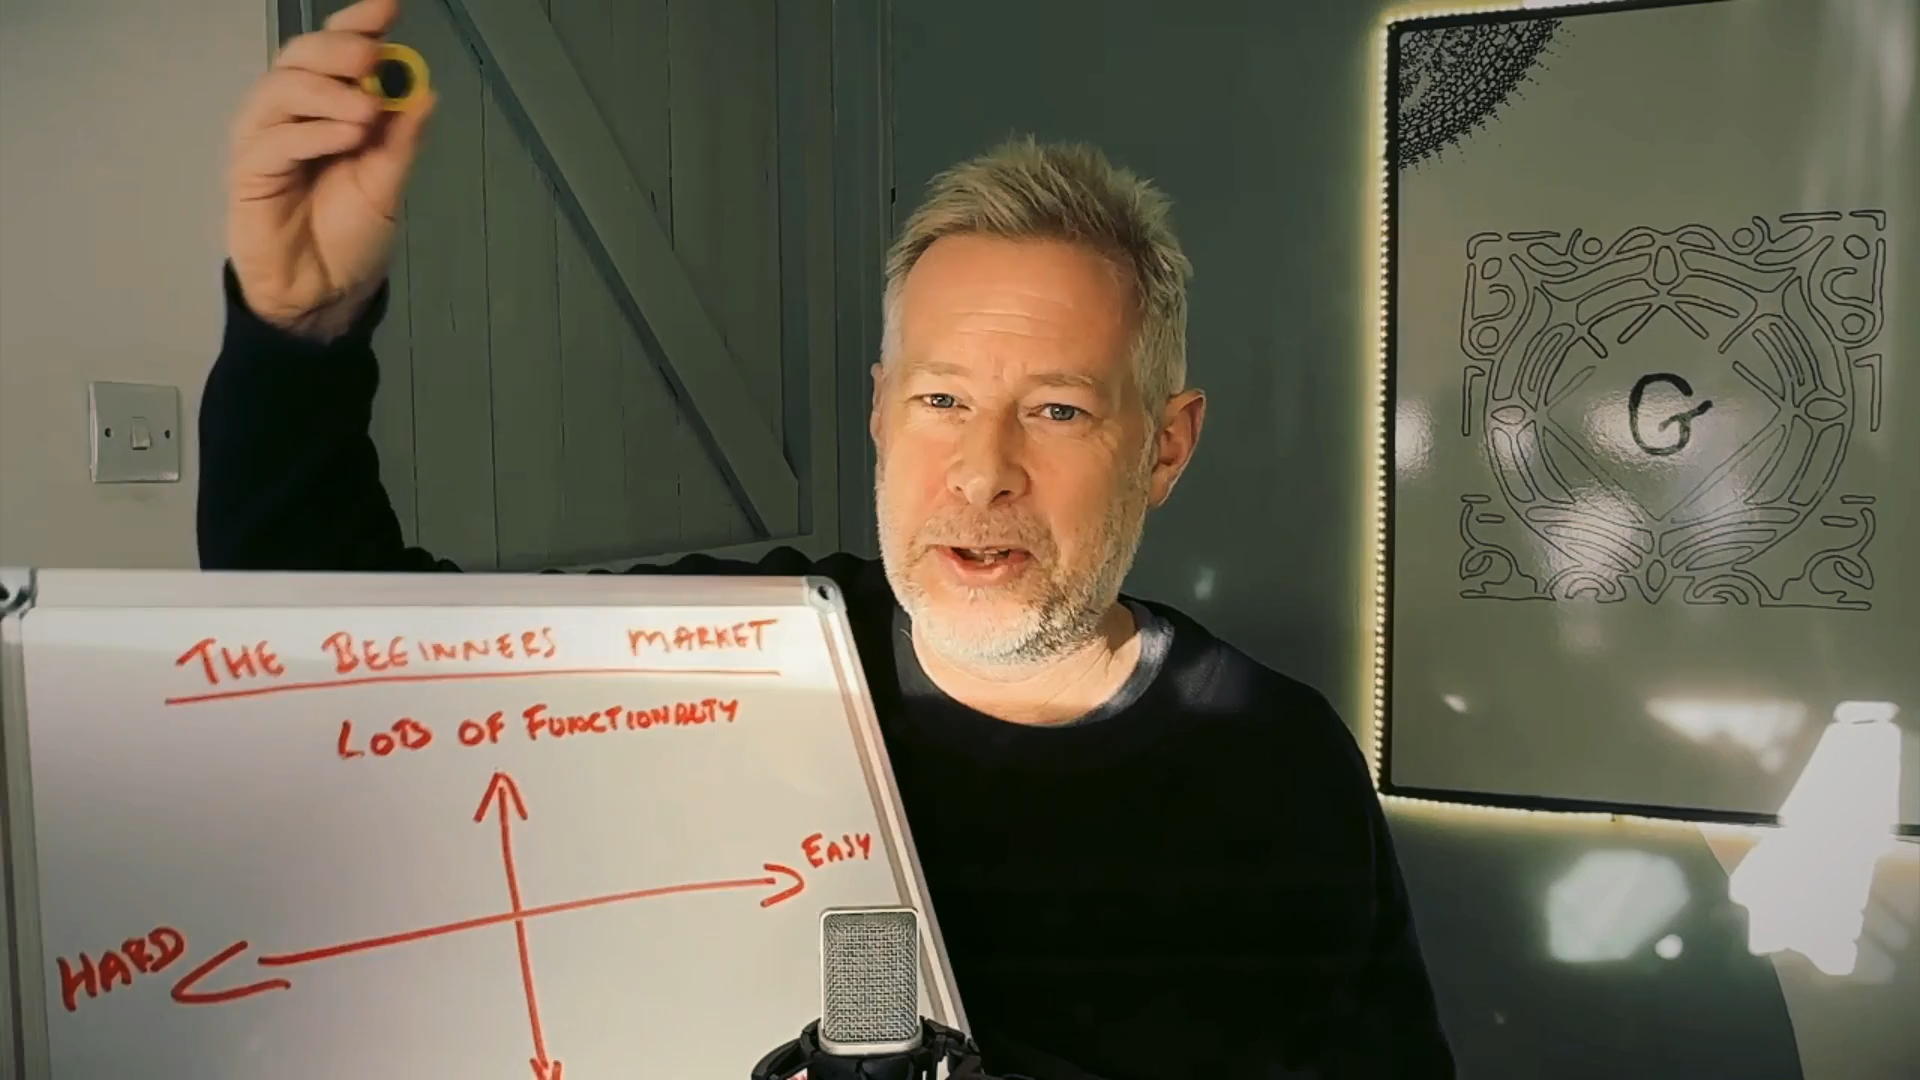 THE BEGINNERS MARKET
LOTS OF FUNCTIONALITY
EASY
HARD
G